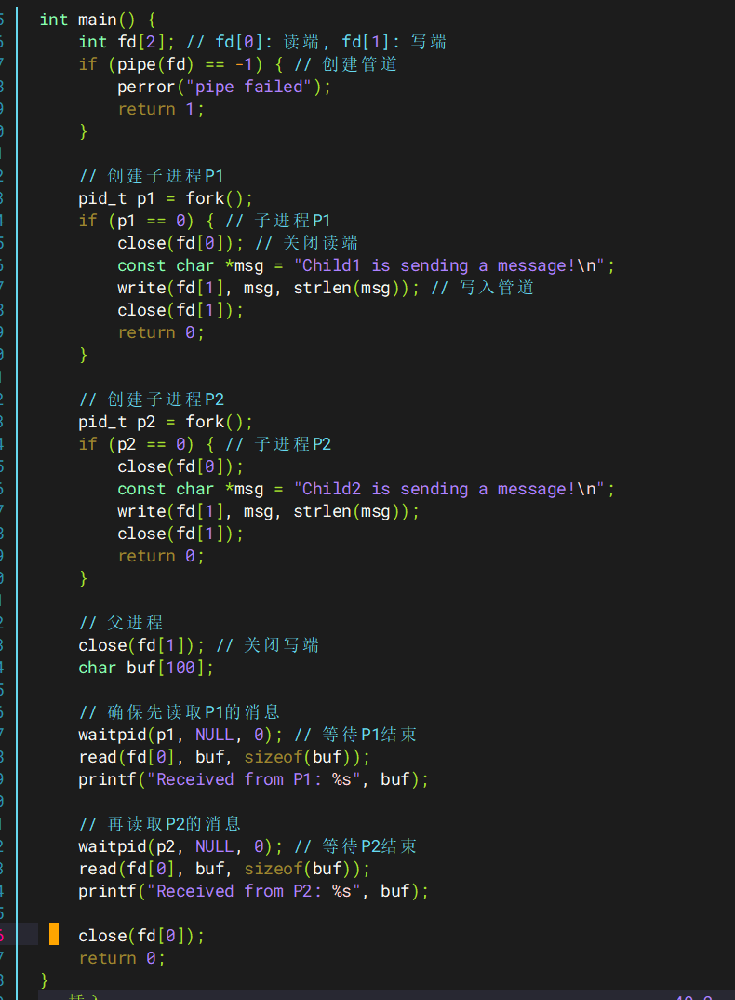 int main() {
    int fd[2]; // fd[0]: 读端, fd[1]: 写端
    if (pipe(fd) == -1) { // 创建管道
        perror("pipe failed");
        return 1;
    }
    // 创建子进程P1
    pid_t p1 = fork();
    if (p1 == 0) { // 子进程P1
        close(fd[0]); // 关闭读端
        const char *msg = "Child1 is sending a message!\n";
        write(fd[1], msg, strlen(msg)); // 写入管道
        close(fd[1]);
        return 0;
    }
    // 创建子进程P2
    pid_t p2 = fork();
    if (p2 == 0) { // 子进程P2
        close(fd[0]);
        const char *msg = "Child2 is sending a message!\n";
        write(fd[1], msg, strlen(msg));
        close(fd[1]);
        return 0;
    }
    // 父进程
    close(fd[1]); // 关闭写端
    char buf[100];
    // 确保先读取P1的消息
    waitpid(p1, NULL, 0); // 等待P1结束
    read(fd[0], buf, sizeof(buf));
    printf("Received from P1: %s", buf);
    // 再读取P2的消息
    waitpid(p2, NULL, 0); // 等待P2结束
    read(fd[0], buf, sizeof(buf));
    printf("Received from P2: %s", buf);
    close(fd[0]);
    return 0;
}